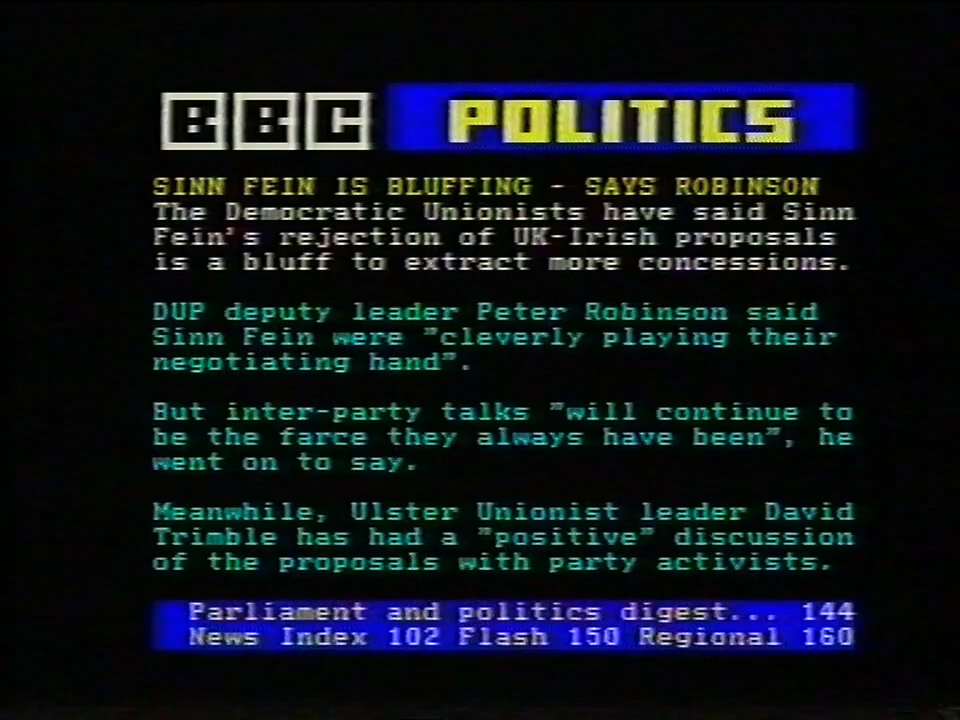 BBC POLITICS
SINN FEIN IS BLUFFING - SAYS ROBINSON
The Democratic Unionists have said Sinn
Fein's rejection of UK-Irish proposals
is a bluff to extract more concessions.
DUP deputy leader Peter Robinson said
Sinn Fein were "cleverly playing their
negotiating hand".
But inter-party talks "will continue to
be the farce they always have been", he
went on to say.
Meanwhile, Ulster Unionist leader David
Trimble has had a "positive" discussion
of the proposals with party activists.
Parliament and politics digest... 144
News Index 102 Flash 150 Regional 160